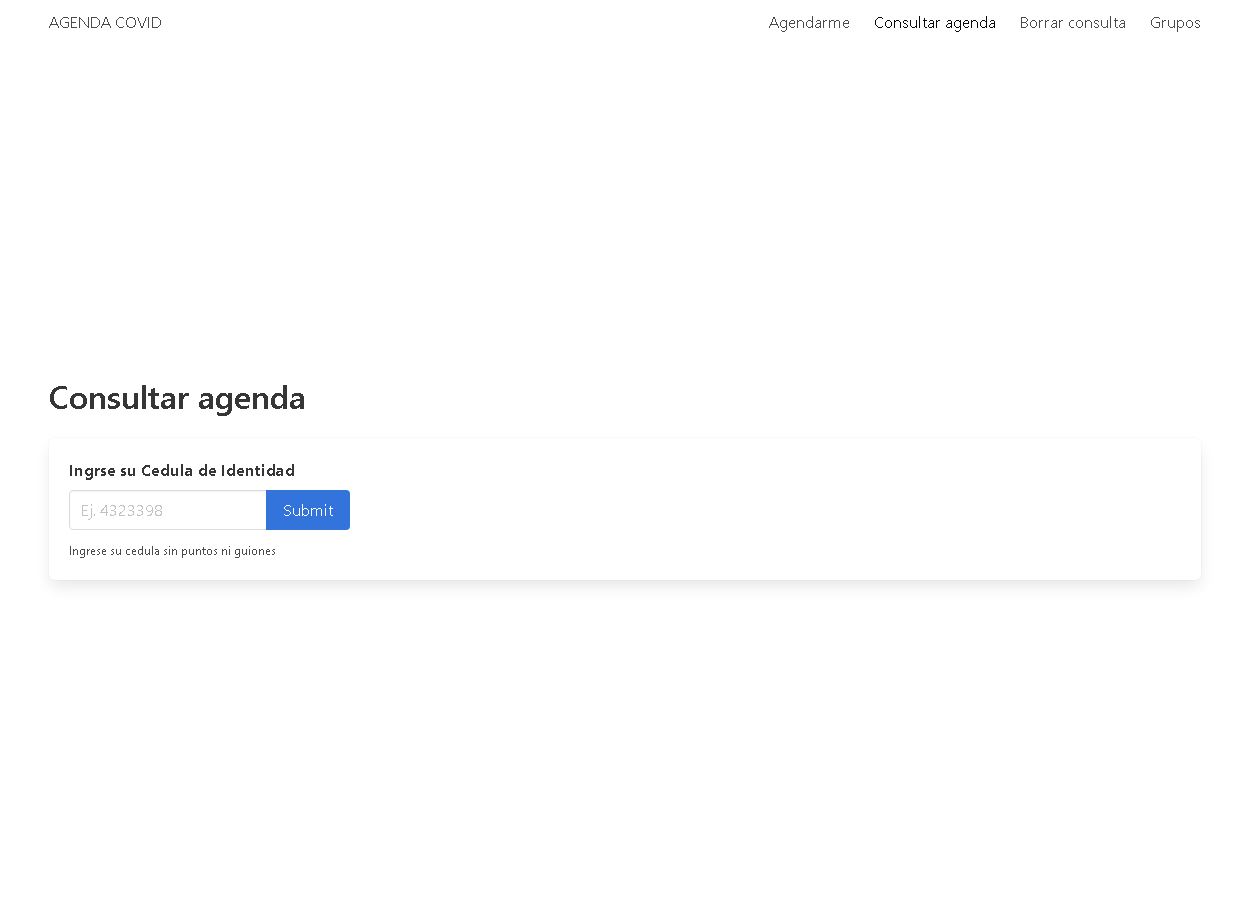 AGENDA COVID
Agendarme Consultar agenda Borrar consulta Grupos
Consultar agenda
Ingrse su Cedula de Identidad
Ej. 4323398 Submit
Ingrese su cedula sin puntos ni guiones